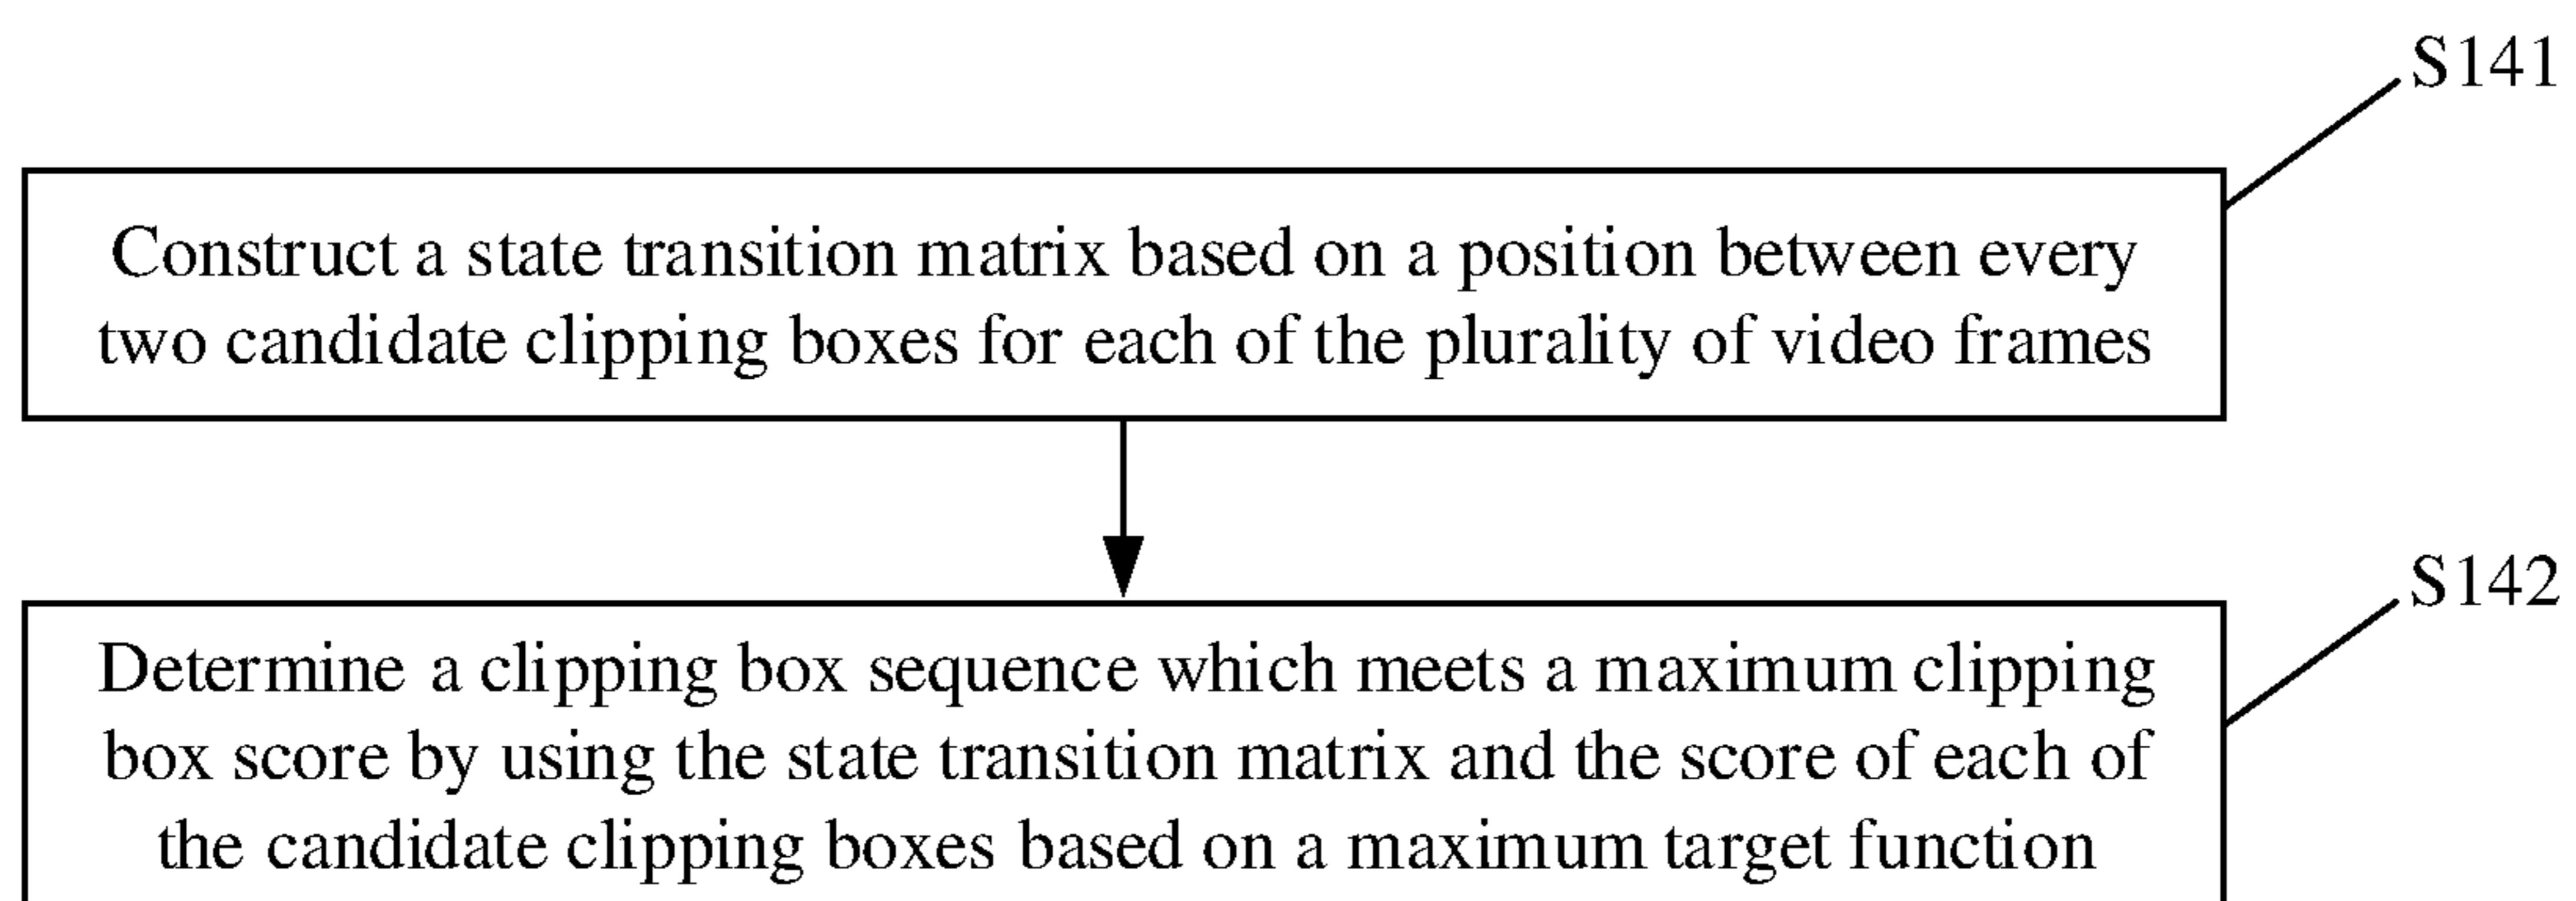 S141
Construct a state transition matrix based on a position between every
two candidate clipping boxes for each of the plurality of video frames
S142
Determine a clipping box sequence which meets a maximum clipping
box score by using the state transition matrix and the score of each of
the candidate clipping boxes based on a maximum target function